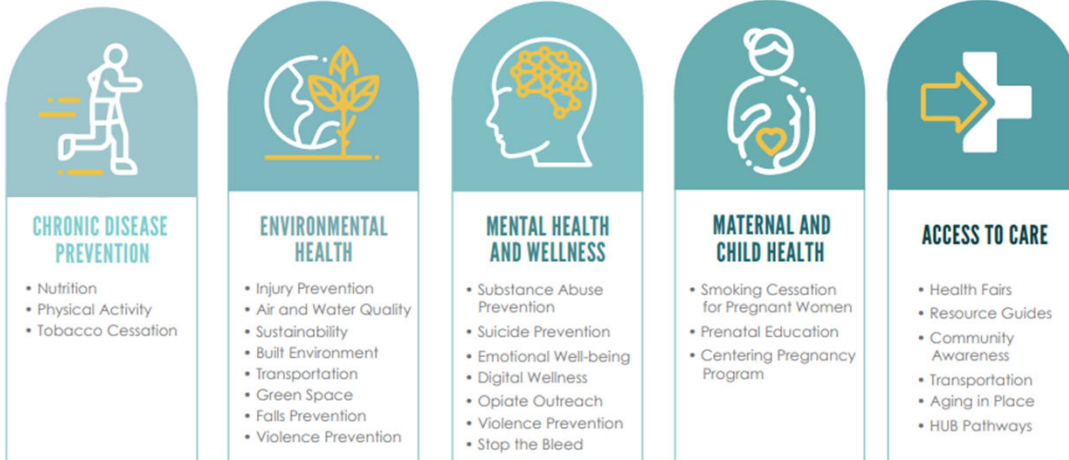 CHRONIC DISEASE
PREVENTION
• Nutrition
• Physical Activity
• Tobacco Cessation
ENVIRONMENTAL
HEALTH
• Injury Prevention
• Air and Water Quality
• Sustainability
• Built Environment
• Transportation
• Green Space
• Falls Prevention
• Violence Prevention
MENTAL HEALTH
AND WELLNESS
• Substance Abuse
Prevention
• Suicide Prevention
• Emotional Well-being
• Digital Wellness
• Opiate Outreach
• Violence Prevention
• Stop the Bleed
MATERNAL AND
CHILD HEALTH
• Smoking Cessation
for Pregnant Women
• Prenatal Education
• Centering Pregnancy
Program
ACCESS TO CARE
• Health Fairs
• Resource Guides
• Community
Awareness
• Transportation
• Aging in Place
• HUB Pathways